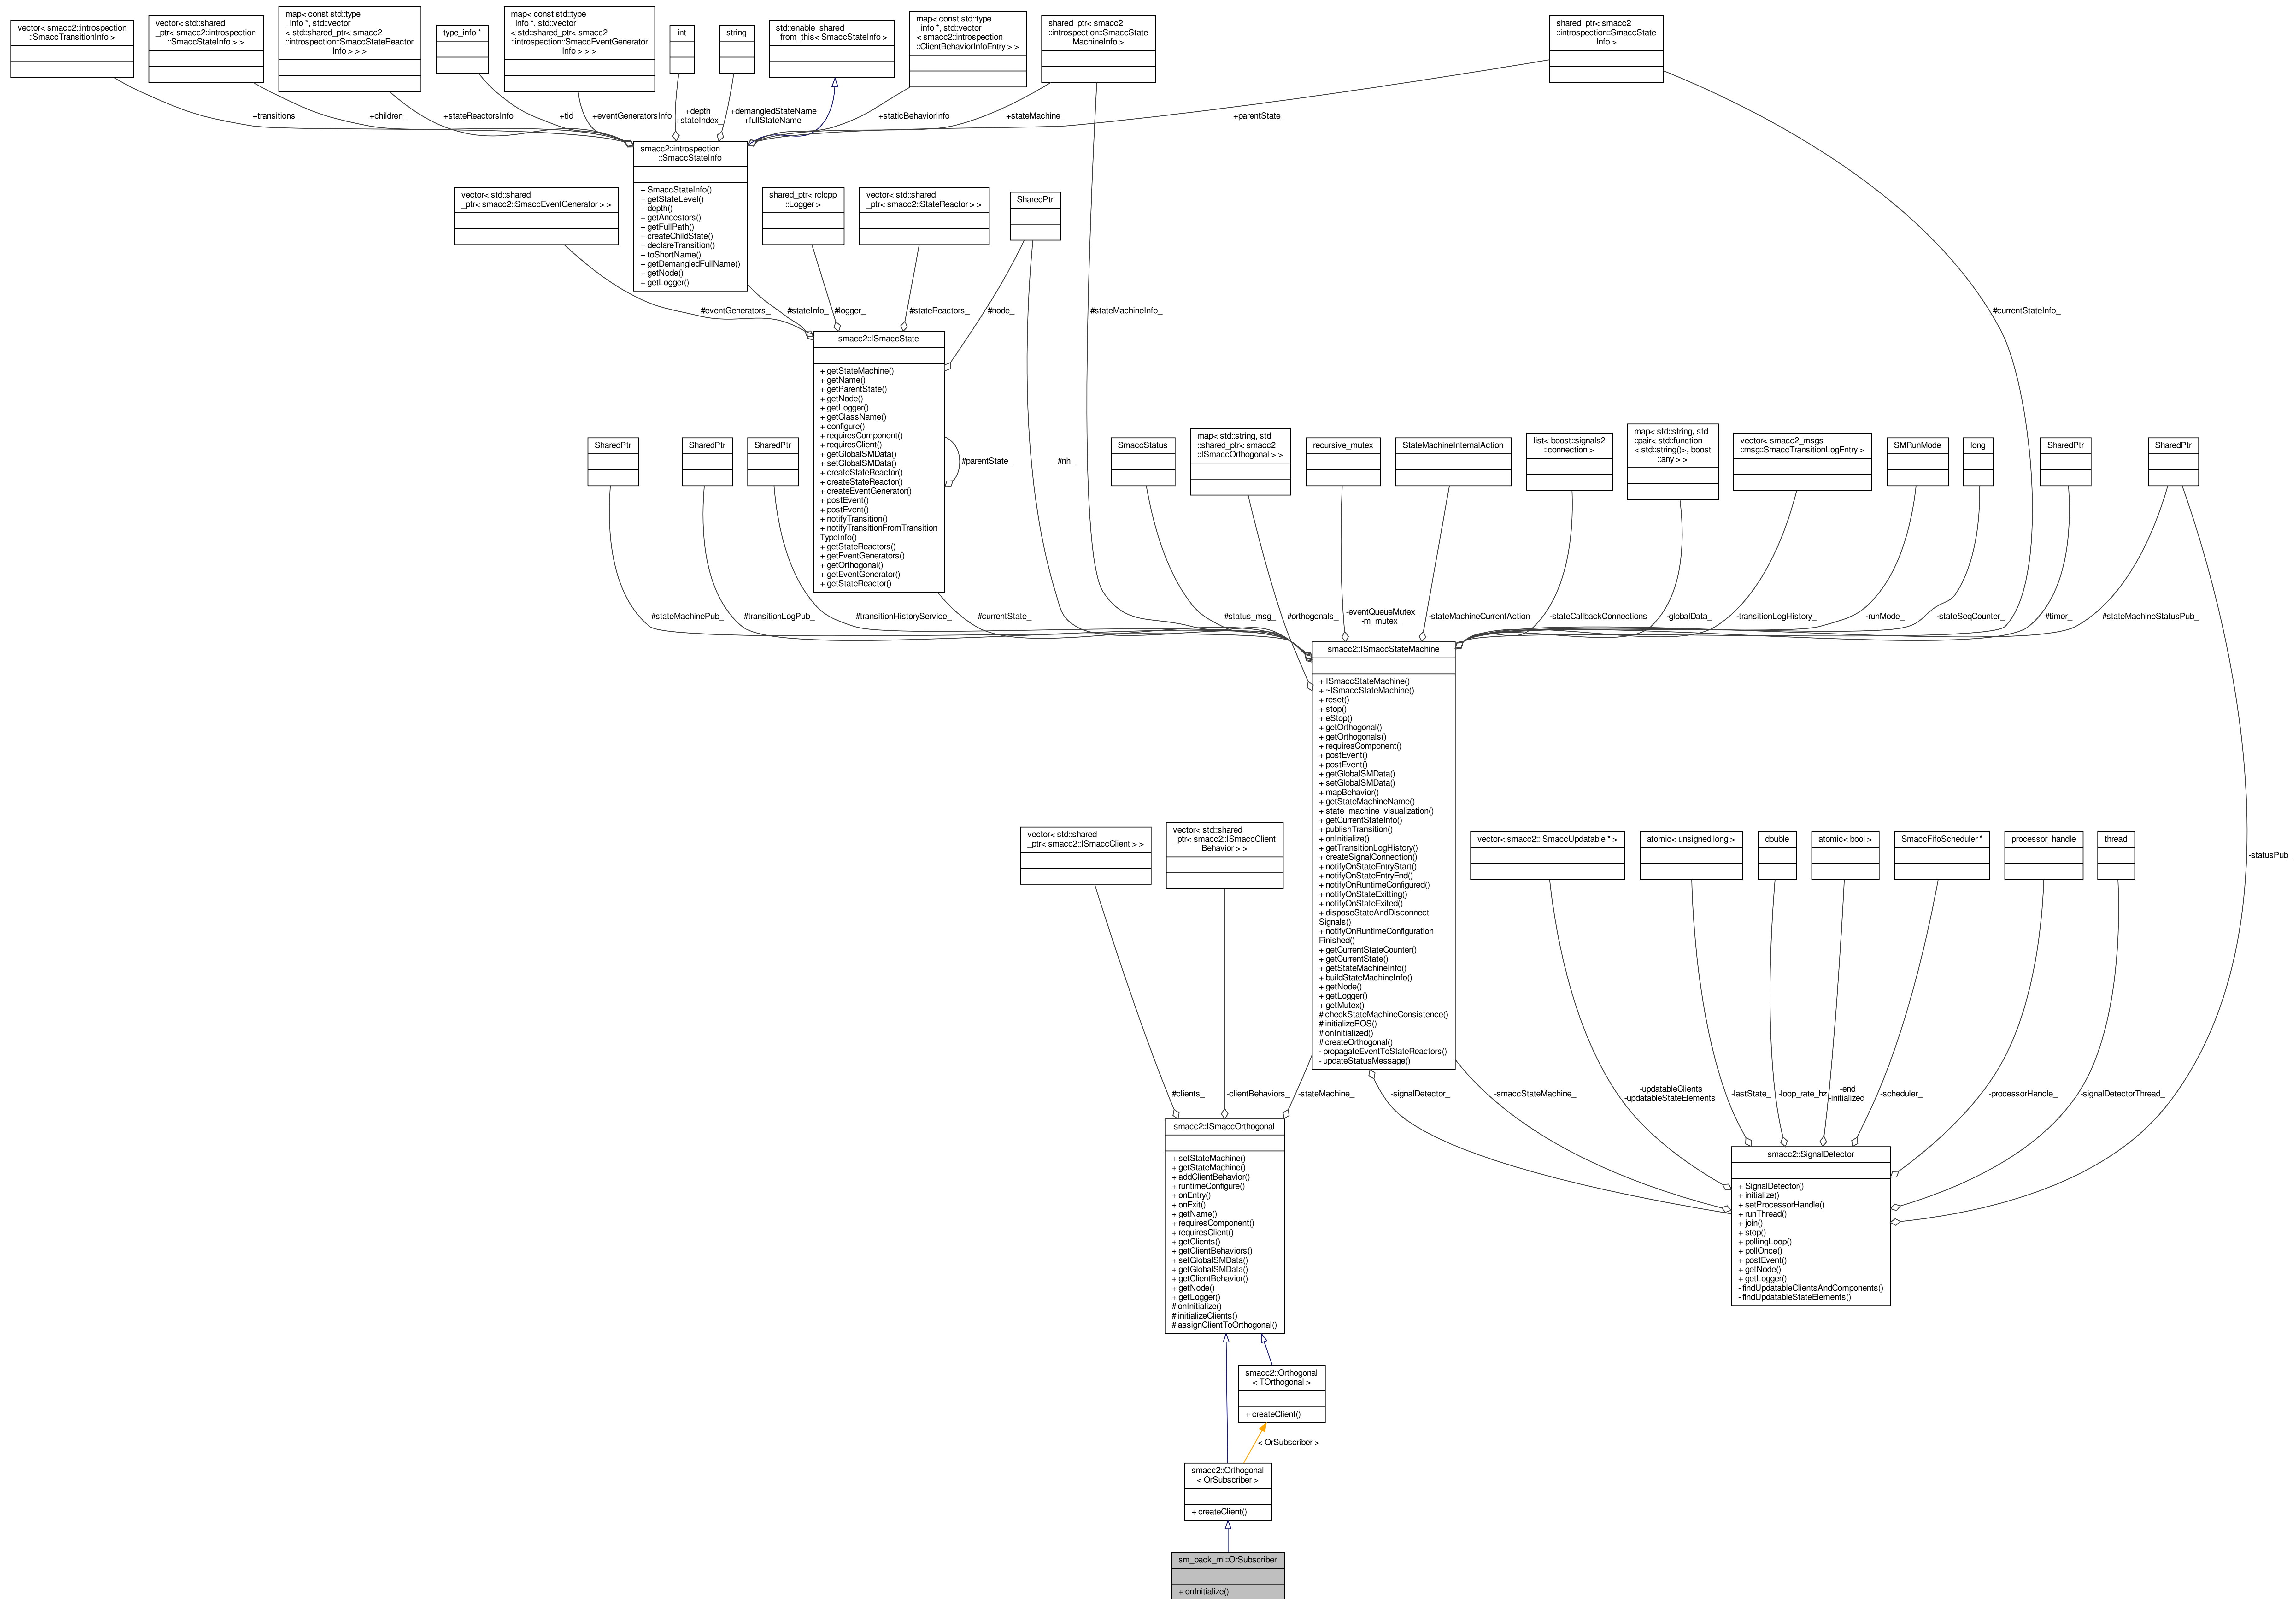 vector< smacc2::introspection
::SmaccTransitionInfo >
vector< std::shared
_ptr< smacc2::introspection
::SmaccStateInfo > >
map< const std::type
_info *, std::vector
< std::shared_ptr< smacc2
::introspection::SmaccStateReactor
Info > > >
type_info *
map< const std::type
_info *, std::vector
< std::shared_ptr< smacc2
::introspection::SmaccEventGenerator
Info > > >
int
string
std::enable_shared
_from_this< SmaccStateInfo >
map< const std::type
_info *, std::vector
< smacc2::introspection
::ClientBehaviorInfoEntry > >
shared_ptr< smacc2
::introspection::SmaccState
MachineInfo >
shared_ptr< smacc2
::introspection::SmaccState
Info >
+transitions_
+children_
+stateReactorsInfo
+tid_
+eventGeneratorsInfo
+depth_
+stateIndex_
+demangledStateName
+fullStateName
+staticBehaviorInfo
+stateMachine_
+parentState_
smacc2::introspection
::SmaccStateInfo
+ SmaccStateInfo()
+ getStateLevel()
+ depth()
+ getAncestors()
+ getFullPath()
+ createChildState()
+ declareTransition()
+ toShortName()
+ getDemangledFullName()
+ getNode()
+ getLogger()
vector< std::shared
_ptr< smacc2::SmaccEventGenerator > >
shared_ptr< rclcpp
::Logger >
vector< std::shared
_ptr< smacc2::StateReactor > >
SharedPtr
#eventGenerators_
#stateInfo_
#logger_
#stateReactors_
#node_
#stateMachineInfo_
#currentStateInfo_
smacc2::ISmaccState
+ getStateMachine()
+ getName()
+ getParentState()
+ getNode()
+ getLogger()
+ getClassName()
+ configure()
+ requiresComponent()
+ requiresClient()
+ getGlobalSMData()
+ setGlobalSMData()
+ createStateReactor()
+ createStateReactor()
+ createEventGenerator()
+ postEvent()
+ postEvent()
+ notifyTransition()
+ notifyTransitionFromTransition
TypeInfo()
+ getStateReactors()
+ getEventGenerators()
+ getOrthogonal()
+ getEventGenerator()
+ getStateReactor()
#parentState_
#nh_
SharedPtr
SharedPtr
SharedPtr
SmaccStatus
map< std::string, std
::shared_ptr< smacc2
::ISmaccOrthogonal > >
recursive_mutex
StateMachineInternalAction
list< boost::signals2
::connection >
map< std::string, std
::pair< std::function
< std::string()>, boost
::any > >
vector< smacc2_msgs
::msg::SmaccTransitionLogEntry >
SMRunMode
long
SharedPtr
SharedPtr
#stateMachinePub_
#transitionLogPub_
#transitionHistoryService_
#currentState_
#status_msg_
#orthogonals_
-eventQueueMutex_
-m_mutex_
-stateMachineCurrentAction
-stateCallbackConnections
-globalData_
-transitionLogHistory_
-runMode_
-stateSeqCounter_
#timer_
#stateMachineStatusPub_
smacc2::ISmaccStateMachine
+ ISmaccStateMachine()
+ ~ISmaccStateMachine()
+ reset()
+ stop()
+ eStop()
+ getOrthogonal()
+ getOrthogonals()
+ requiresComponent()
+ postEvent()
+ postEvent()
+ getGlobalSMData()
+ setGlobalSMData()
+ mapBehavior()
+ getStateMachineName()
+ state_machine_visualization()
+ getCurrentStateInfo()
+ publishTransition()
+ onInitialize()
+ getTransitionLogHistory()
+ createSignalConnection()
+ notifyOnStateEntryStart()
+ notifyOnStateEntryEnd()
+ notifyOnRuntimeConfigured()
+ notifyOnStateExitting()
+ notifyOnStateExited()
+ disposeStateAndDisconnect
Signals()
+ notifyOnRuntimeConfiguration
Finished()
+ getCurrentStateCounter()
+ getCurrentState()
+ getStateMachineInfo()
+ buildStateMachineInfo()
+ getNode()
+ getLogger()
+ getMutex()
# checkStateMachineConsistence()
# initializeROS()
# onInitialized()
# createOrthogonal()
- propagateEventToStateReactors()
- updateStatusMessage()
vector< std::shared
_ptr< smacc2::ISmaccClient > >
vector< std::shared
_ptr< smacc2::ISmaccClient
Behavior > >
vector< smacc2::ISmaccUpdatable * >
atomic< unsigned long >
double
atomic< bool >
SmaccFifoScheduler *
processor_handle
thread
-statusPub_
#clients_
-clientBehaviors_
-stateMachine_
-signalDetector_
-smaccStateMachine_
-updatableClients_
-updatableStateElements_
-lastState_
-loop_rate_hz
-end_
-initialized_
-scheduler_
-processorHandle_
-signalDetectorThread_
smacc2::ISmaccOrthogonal
+ setStateMachine()
+ getStateMachine()
+ addClientBehavior()
+ runtimeConfigure()
+ onEntry()
+ onExit()
+ getName()
+ requiresComponent()
+ requiresClient()
+ getClients()
+ getClientBehaviors()
+ setGlobalSMData()
+ getGlobalSMData()
+ getClientBehavior()
+ getNode()
+ getLogger()
# onInitialize()
# initializeClients()
# assignClientToOrthogonal()
smacc2::SignalDetector
+ SignalDetector()
+ initialize()
+ setProcessorHandle()
+ runThread()
+ join()
+ stop()
+ pollingLoop()
+ pollOnce()
+ postEvent()
+ getNode()
+ getLogger()
- findUpdatableClientsAndComponents()
- findUpdatableStateElements()
smacc2::Orthogonal
< TOrthogonal >
+ createClient()
< OrSubscriber >
smacc2::Orthogonal
< OrSubscriber >
+ createClient()
sm_pack_ml::OrSubscriber
+ onInitialize()